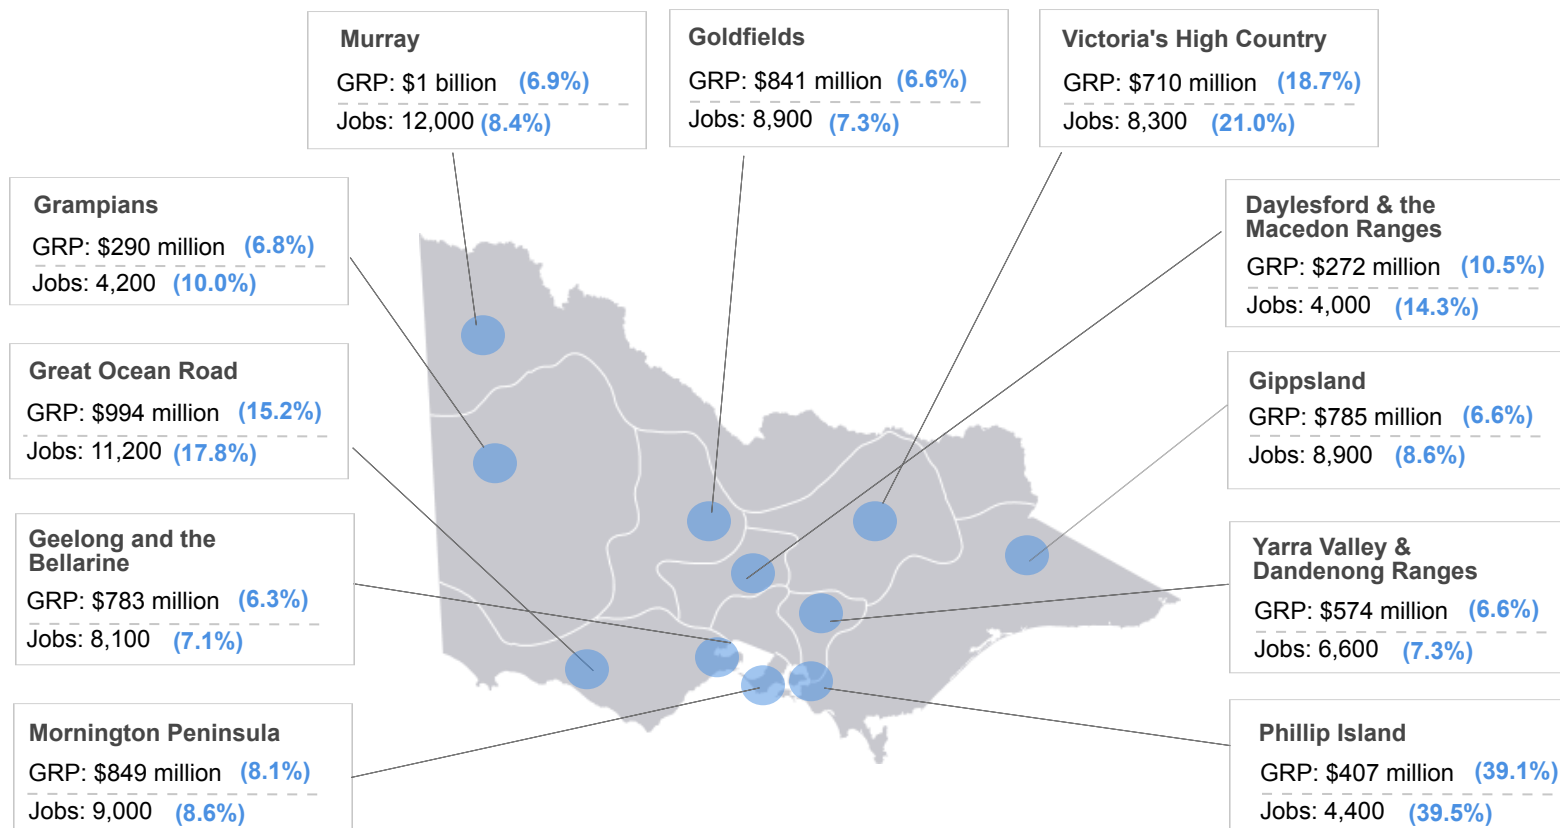 Murray
GRP: $1 billion (6.9%)
Jobs: 12,000 (8.4%)
Goldfields
GRP: $841 million (6.6%)
Jobs: 8,900 (7.3%)
Victoria's High Country
GRP: $710 million (18.7%)
Jobs: 8,300 (21.0%)
Grampians
GRP: $290 million (6.8%)
Jobs: 4,200 (10.0%)
Daylesford & the
Macedon Ranges
GRP: $272 million (10.5%)
Jobs: 4,000 (14.3%)
Great Ocean Road
GRP: $994 million (15.2%)
Jobs: 11,200 (17.8%)
Gippsland
GRP: $785 million (6.6%)
Jobs: 8,900 (8.6%)
Geelong and the
Bellarine
GRP: $783 million (6.3%)
Jobs: 8,100 (7.1%)
Yarra Valley &
Dandenong Ranges
GRP: $574 million (6.6%)
Jobs: 6,600 (7.3%)
Mornington Peninsula
GRP: $849 million (8.1%)
Jobs: 9,000 (8.6%)
Phillip Island
GRP: $407 million (39.1%)
Jobs: 4,400 (39.5%)